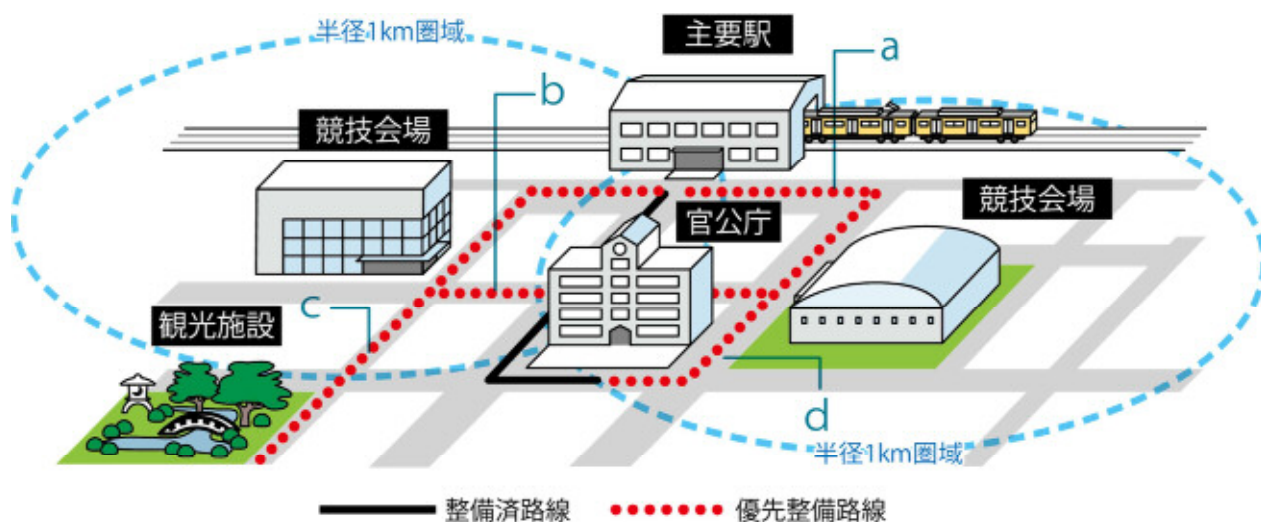 半径1km圏域
主要駅
a
b
競技会場
官公庁
競技会場
観光施設
c
d
半径1km圏域
整備済路線
優先整備路線